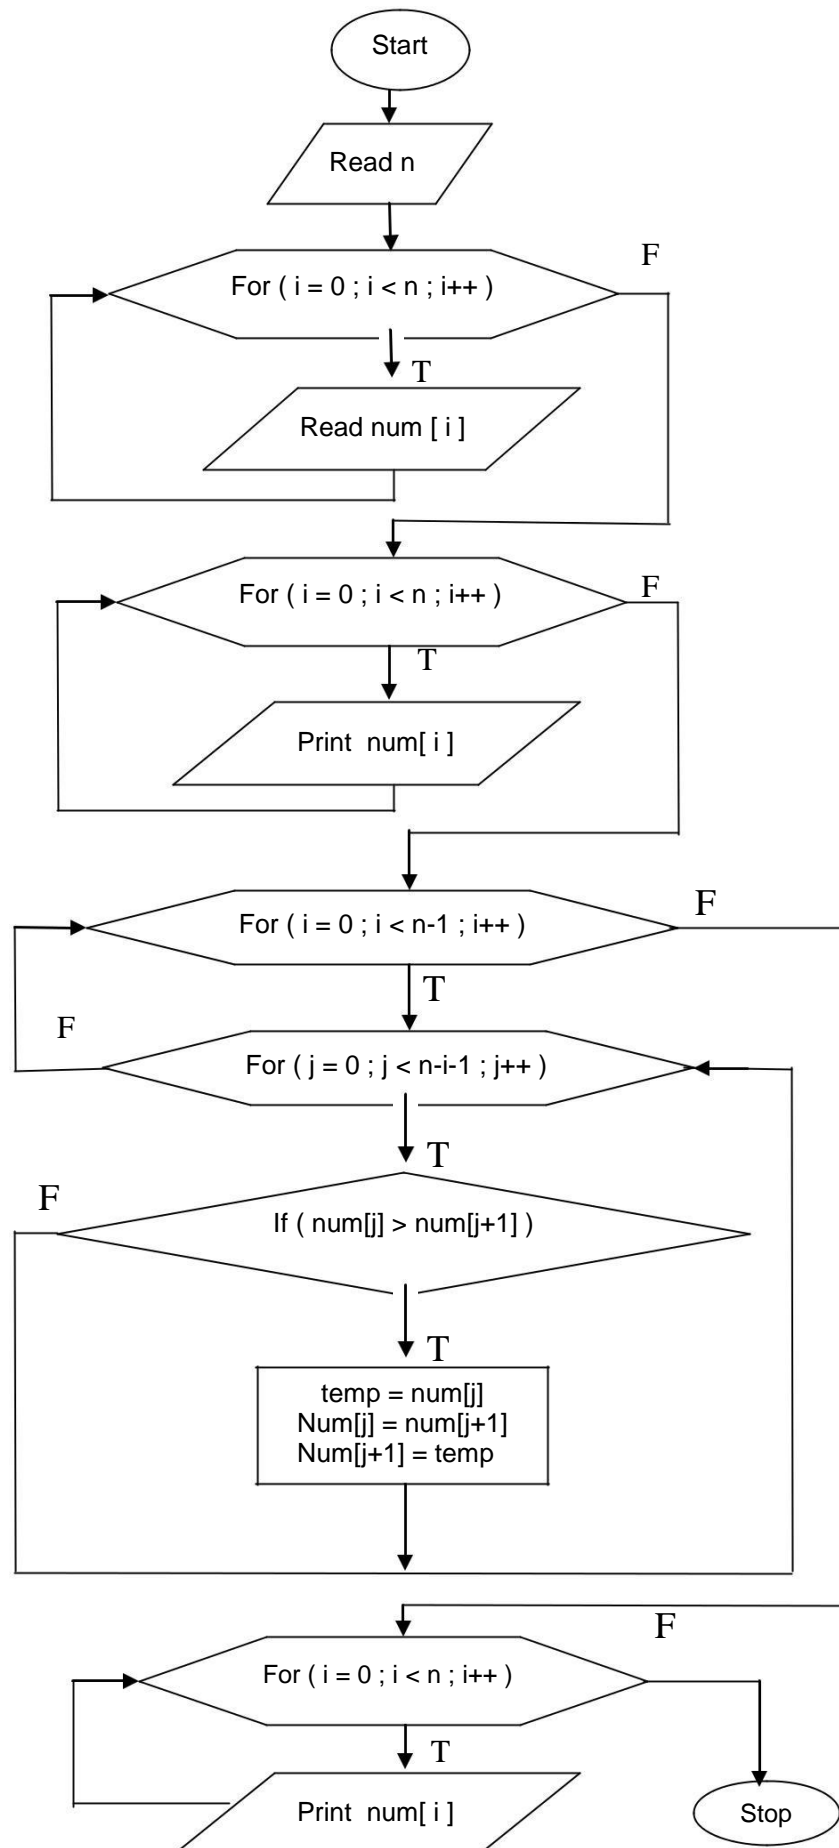 Start
Read n
F
For ( i = 0 ; i < n ; i++ )
T
Read num [ i ]
For ( i = 0 ; i < n ; i++ )
F
T
Print  num[ i ]
For ( i = 0 ; i < n-1 ; i++ )
F
T
F
For ( j = 0 ; j < n-i-1 ; j++ )
T
F
If ( num[j] > num[j+1] )
T
temp = num[j]
Num[j] = num[j+1]
Num[j+1] = temp
F
For ( i = 0 ; i < n ; i++ )
T
Print  num[ i ]
Stop